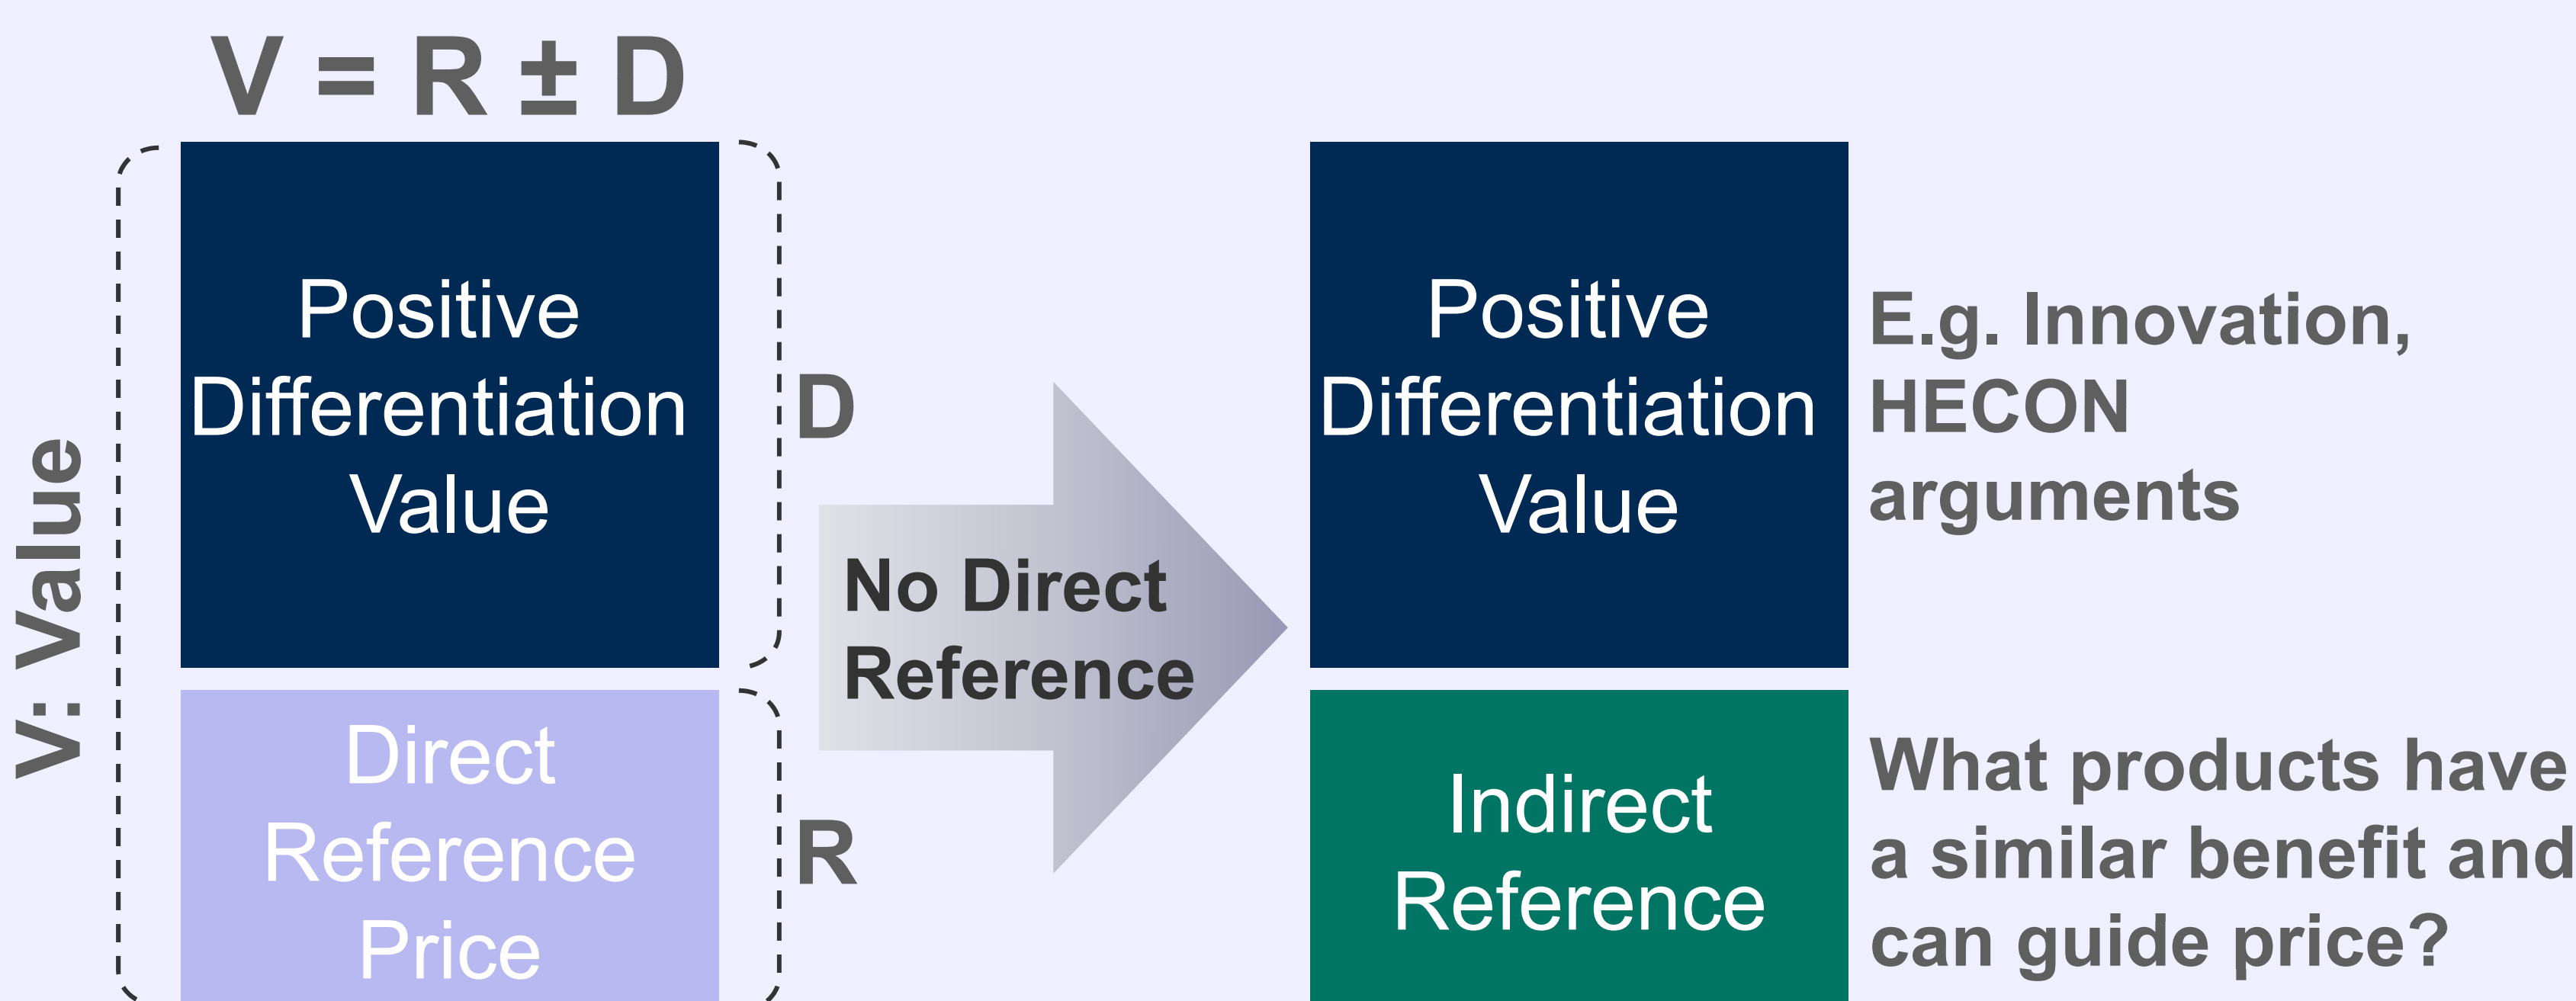 V = R ± D
V: Value
Positive
Differentiation
Value
D
Direct
Reference
Price
R
No Direct
Reference
Positive
Differentiation
Value
E.g. Innovation,
HECON
arguments
Indirect
Reference
What products have
a similar benefit and
can guide price?